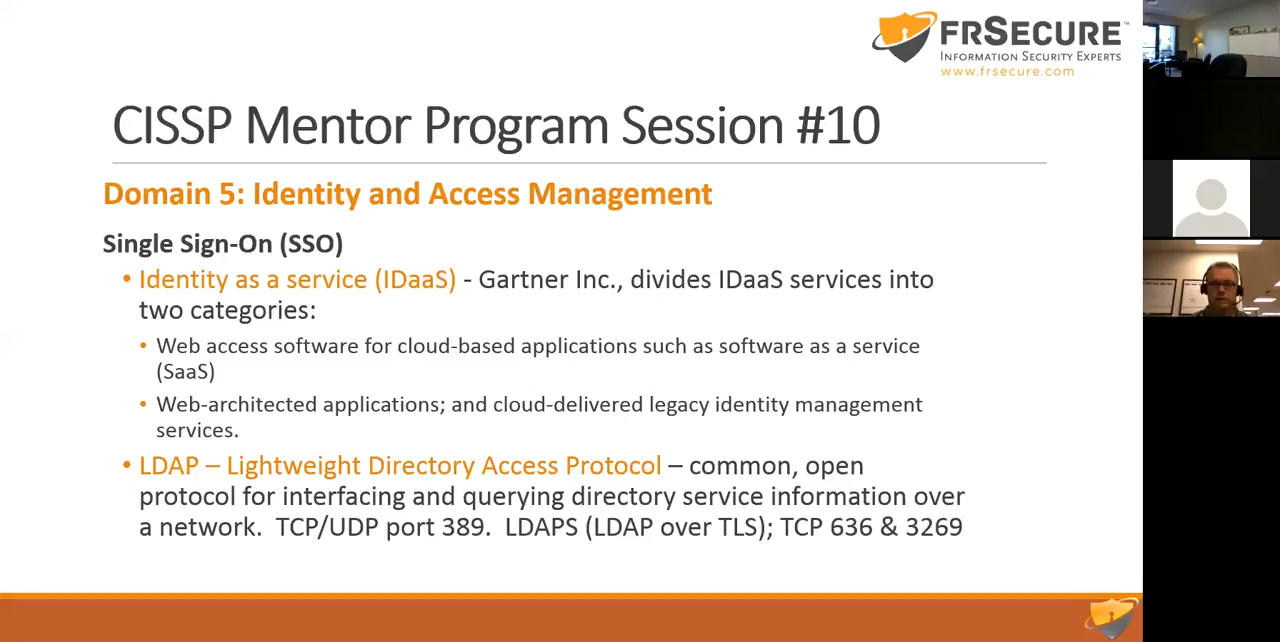 FRSECURE™
INFORMATION SECURITY EXPERTS
www.frsecure.com
CISSP Mentor Program Session #10
Domain 5: Identity and Access Management
Single Sign-On (SSO)
• Identity as a service (IDaaS) - Gartner Inc., divides IDaaS services into
two categories:
• Web access software for cloud-based applications such as software as a service
(SaaS)
• Web-architected applications; and cloud-delivered legacy identity management
services.
• LDAP – Lightweight Directory Access Protocol – common, open
protocol for interfacing and querying directory service information over
a network.  TCP/UDP port 389.  LDAPS (LDAP over TLS); TCP 636 & 3269